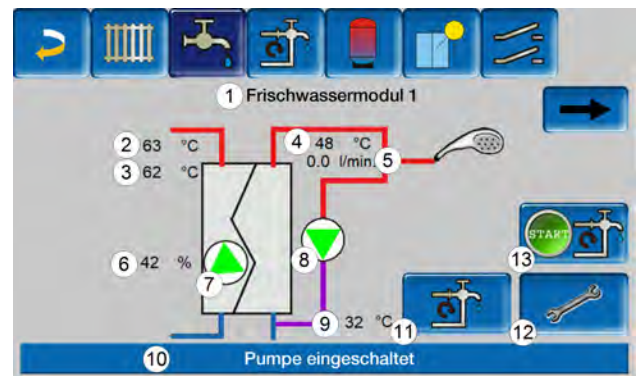 1 Frischwassermodul 1
2 63 °C
4 48 °C
0.0 l/min. 5
3 62 °C
START
13
6 42 %
7
8
9 32 °C
11
12
10 Pumpe eingeschaltet